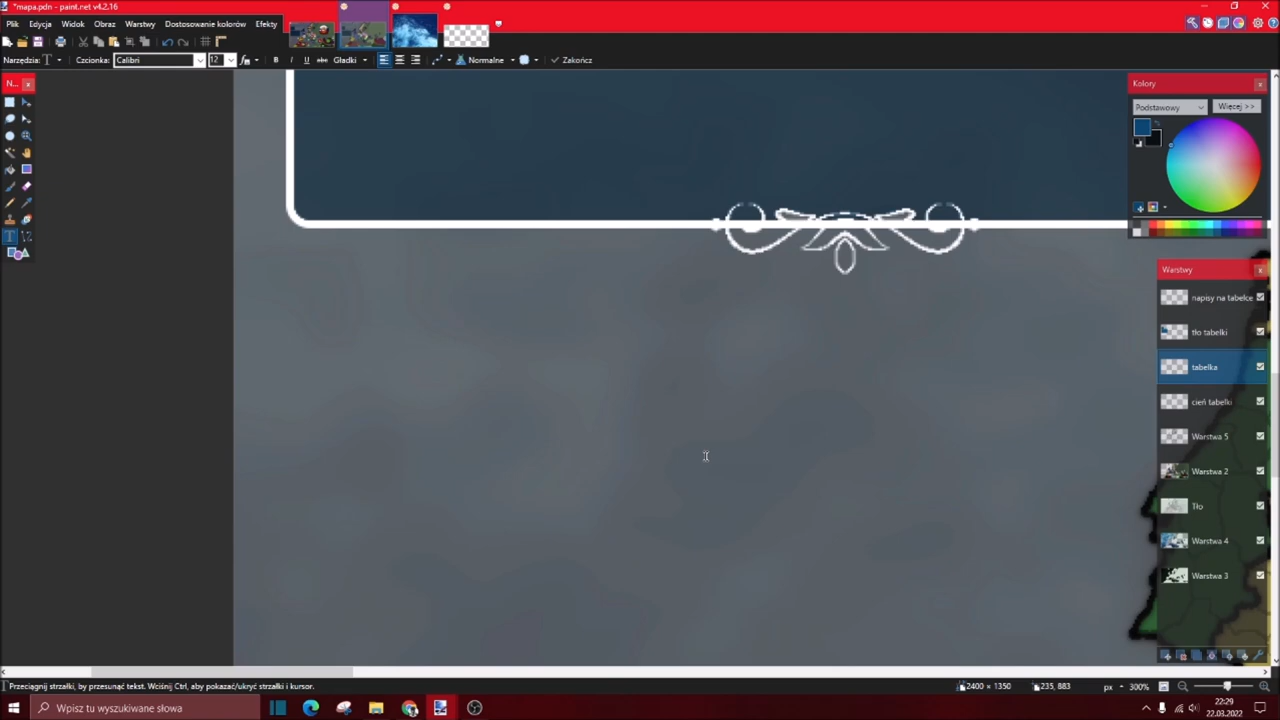 *mapa.pdn - paint.net v4.2.16
Plik Edycja Widok Obraz Warstwy Dostosowanie kolorów Efekty
Narzędzia: T Czcionka: Calibri 12 B I U abc Gładki Normalne Zakończ
N...
Kolory
Podstawowy Więcej >>
Warstwy
napisy na tabelce
tło tabelki
tabelka
cień tabelki
Warstwa 5
Warstwa 2
Tło
Warstwa 4
Warstwa 3
Przeciągnij strzałki, by przesunąć tekst. Wciśnij Ctrl, aby pokazać/ukryć strzałki i kursor. 2400 × 1350 235, 883 px 300%
Wpisz tu wyszukiwane słowa
22:29
22.03.2022